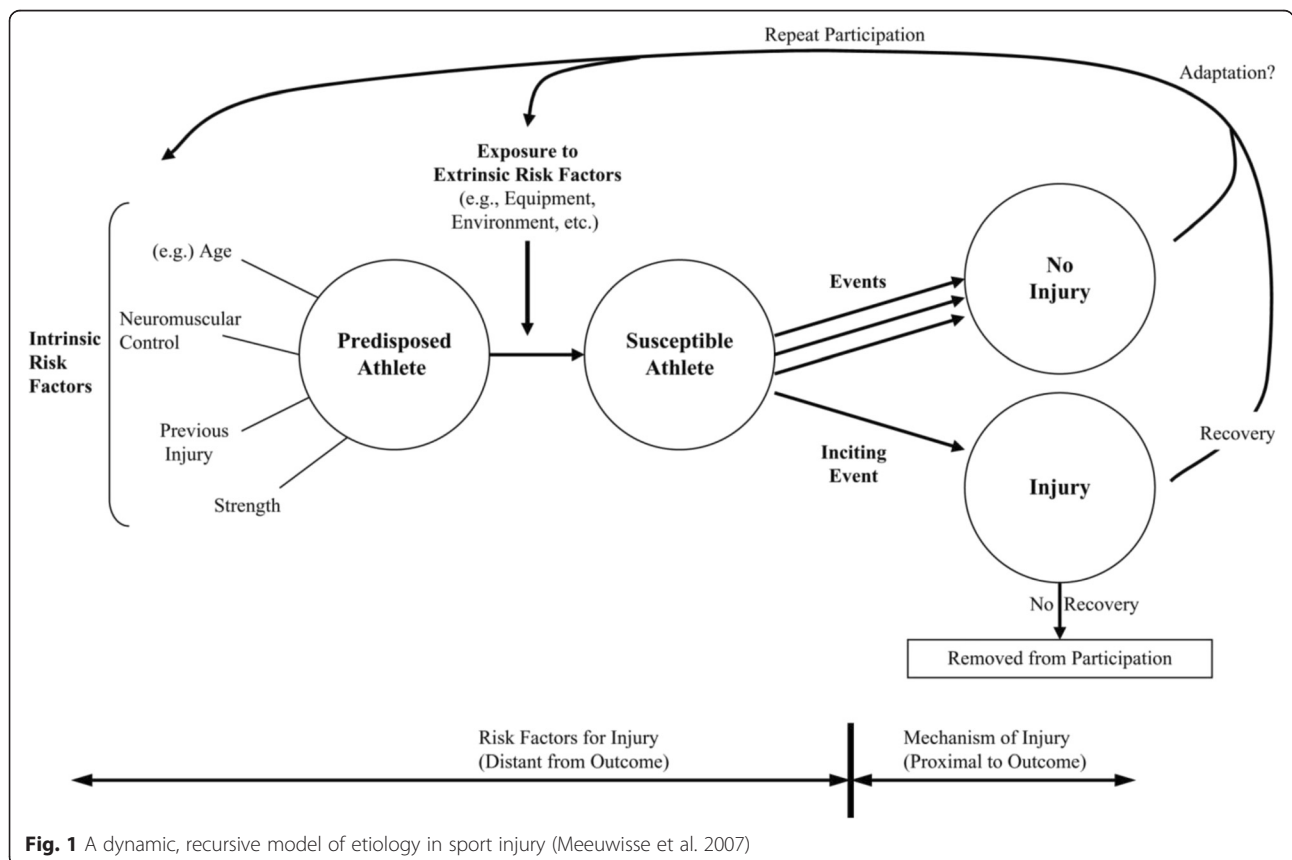 Repeat Participation
Adaptation?
Exposure to
Extrinsic Risk Factors
(e.g., Equipment,
Environment, etc.)
(e.g.) Age
Neuromuscular
Control
Intrinsic
Risk
Factors
Previous
Injury
Strength
Predisposed
Athlete
Susceptible
Athlete
Events
No
Injury
Inciting
Event
Injury
Recovery
No Recovery
Removed from Participation
Risk Factors for Injury
(Distant from Outcome)
Mechanism of Injury
(Proximal to Outcome)
Fig. 1 A dynamic, recursive model of etiology in sport injury (Meeuwisse et al. 2007)